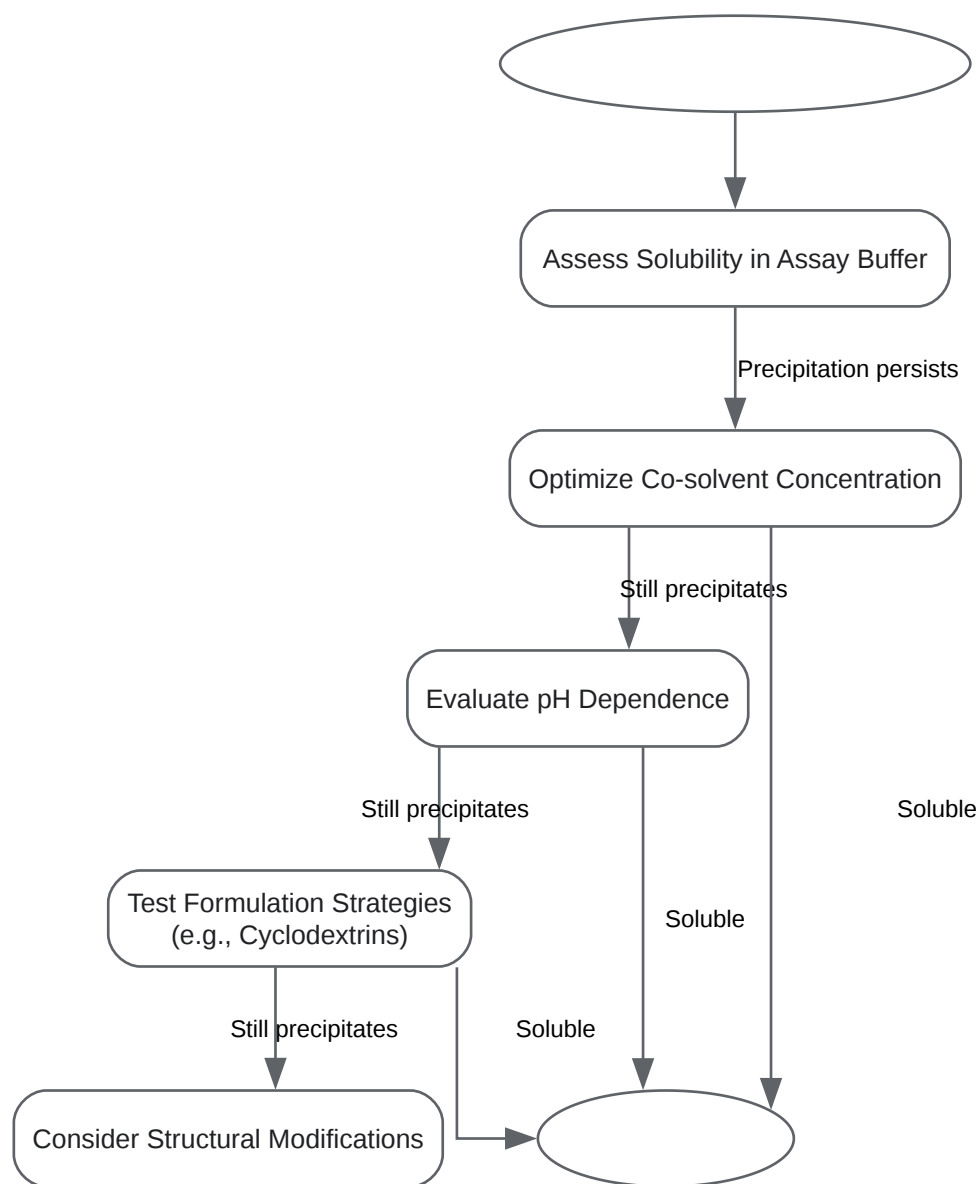 Assess Solubility in Assay Buffer
Precipitation persists
Optimize Co-solvent Concentration
Still precipitates
Evaluate pH Dependence
Still precipitates
Soluble
Test Formulation Strategies
(e.g., Cyclodextrins)
Soluble
Still precipitates
Soluble
Consider Structural Modifications